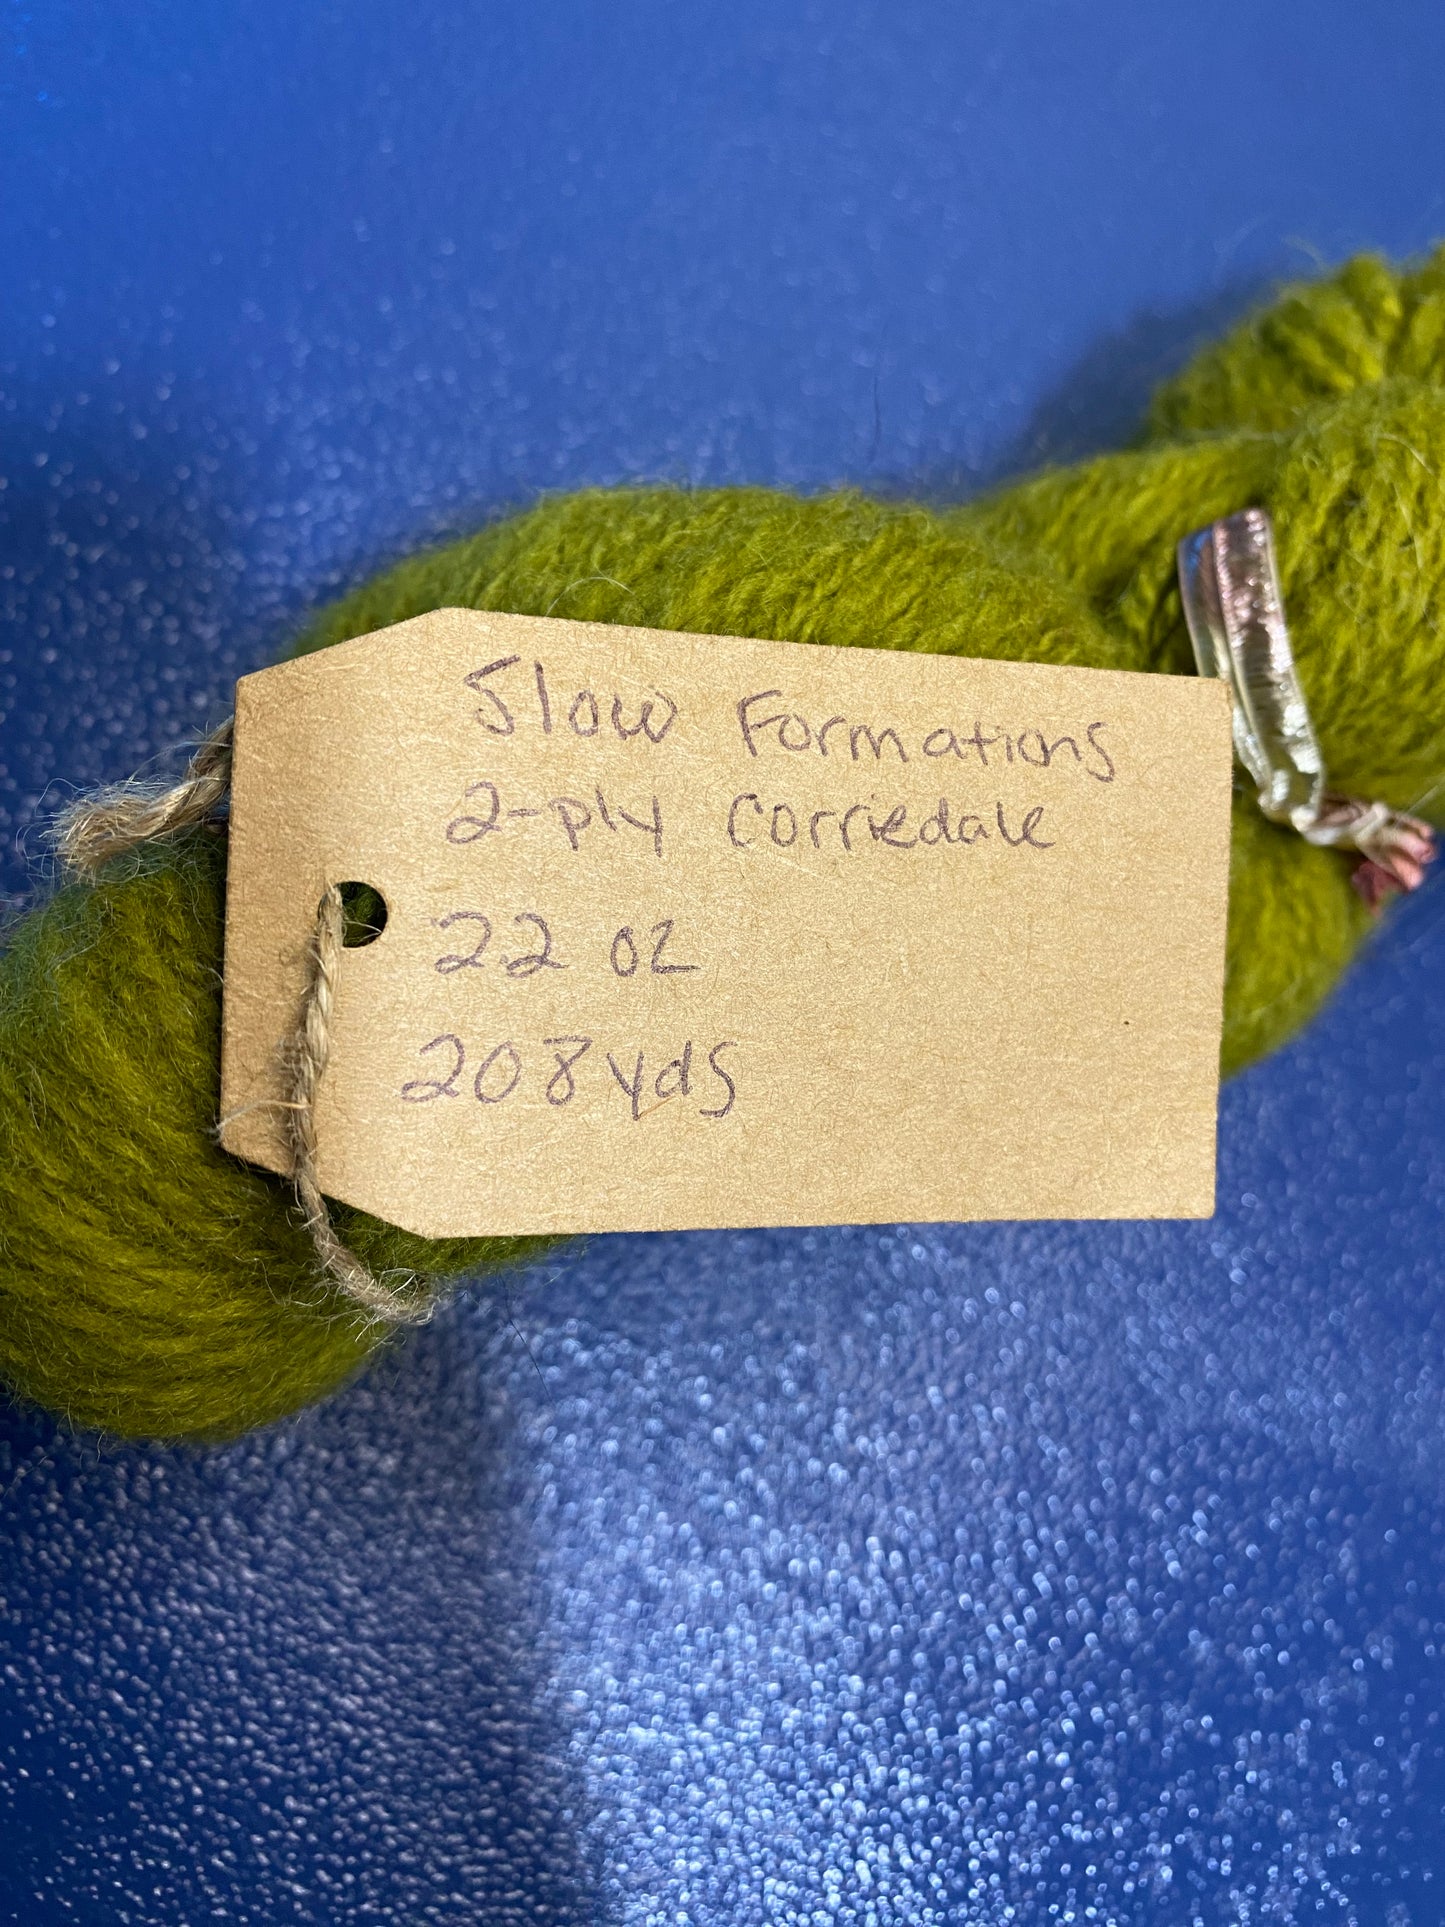 Slow Formations
2-ply Corriedale
2.2 oz
208 yds